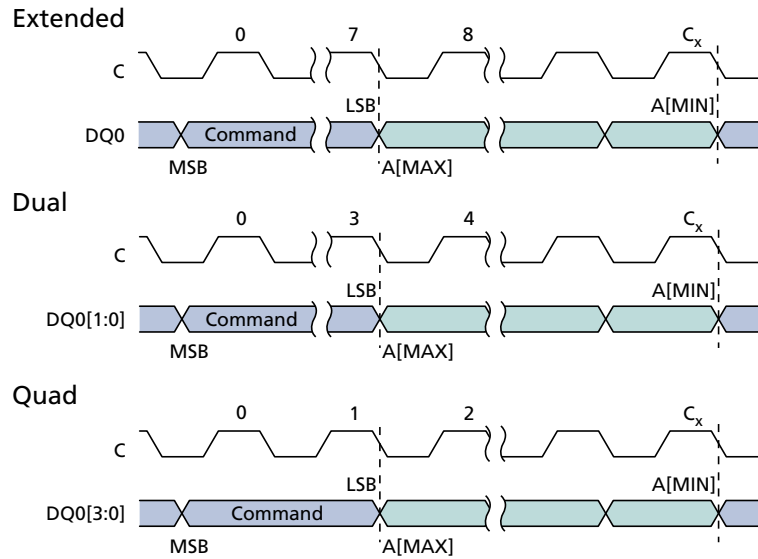 Extended
0 7 8 Cx
C
LSB A[MIN]
DQ0 Command
MSB A[MAX]
Dual
0 3 4 Cx
C
LSB A[MIN]
DQ0[1:0] Command
MSB A[MAX]
Quad
0 1 2 Cx
C
LSB A[MIN]
DQ0[3:0] Command
MSB A[MAX]